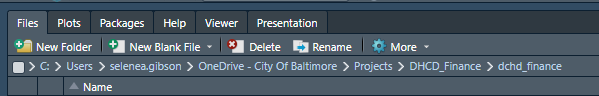 Files Plots Packages Help Viewer Presentation
New Folder New Blank File Delete Rename More
C: > Users > selenea.gibson > OneDrive - City Of Baltimore > Projects > DHCD_Finance > dchd_finance
Name